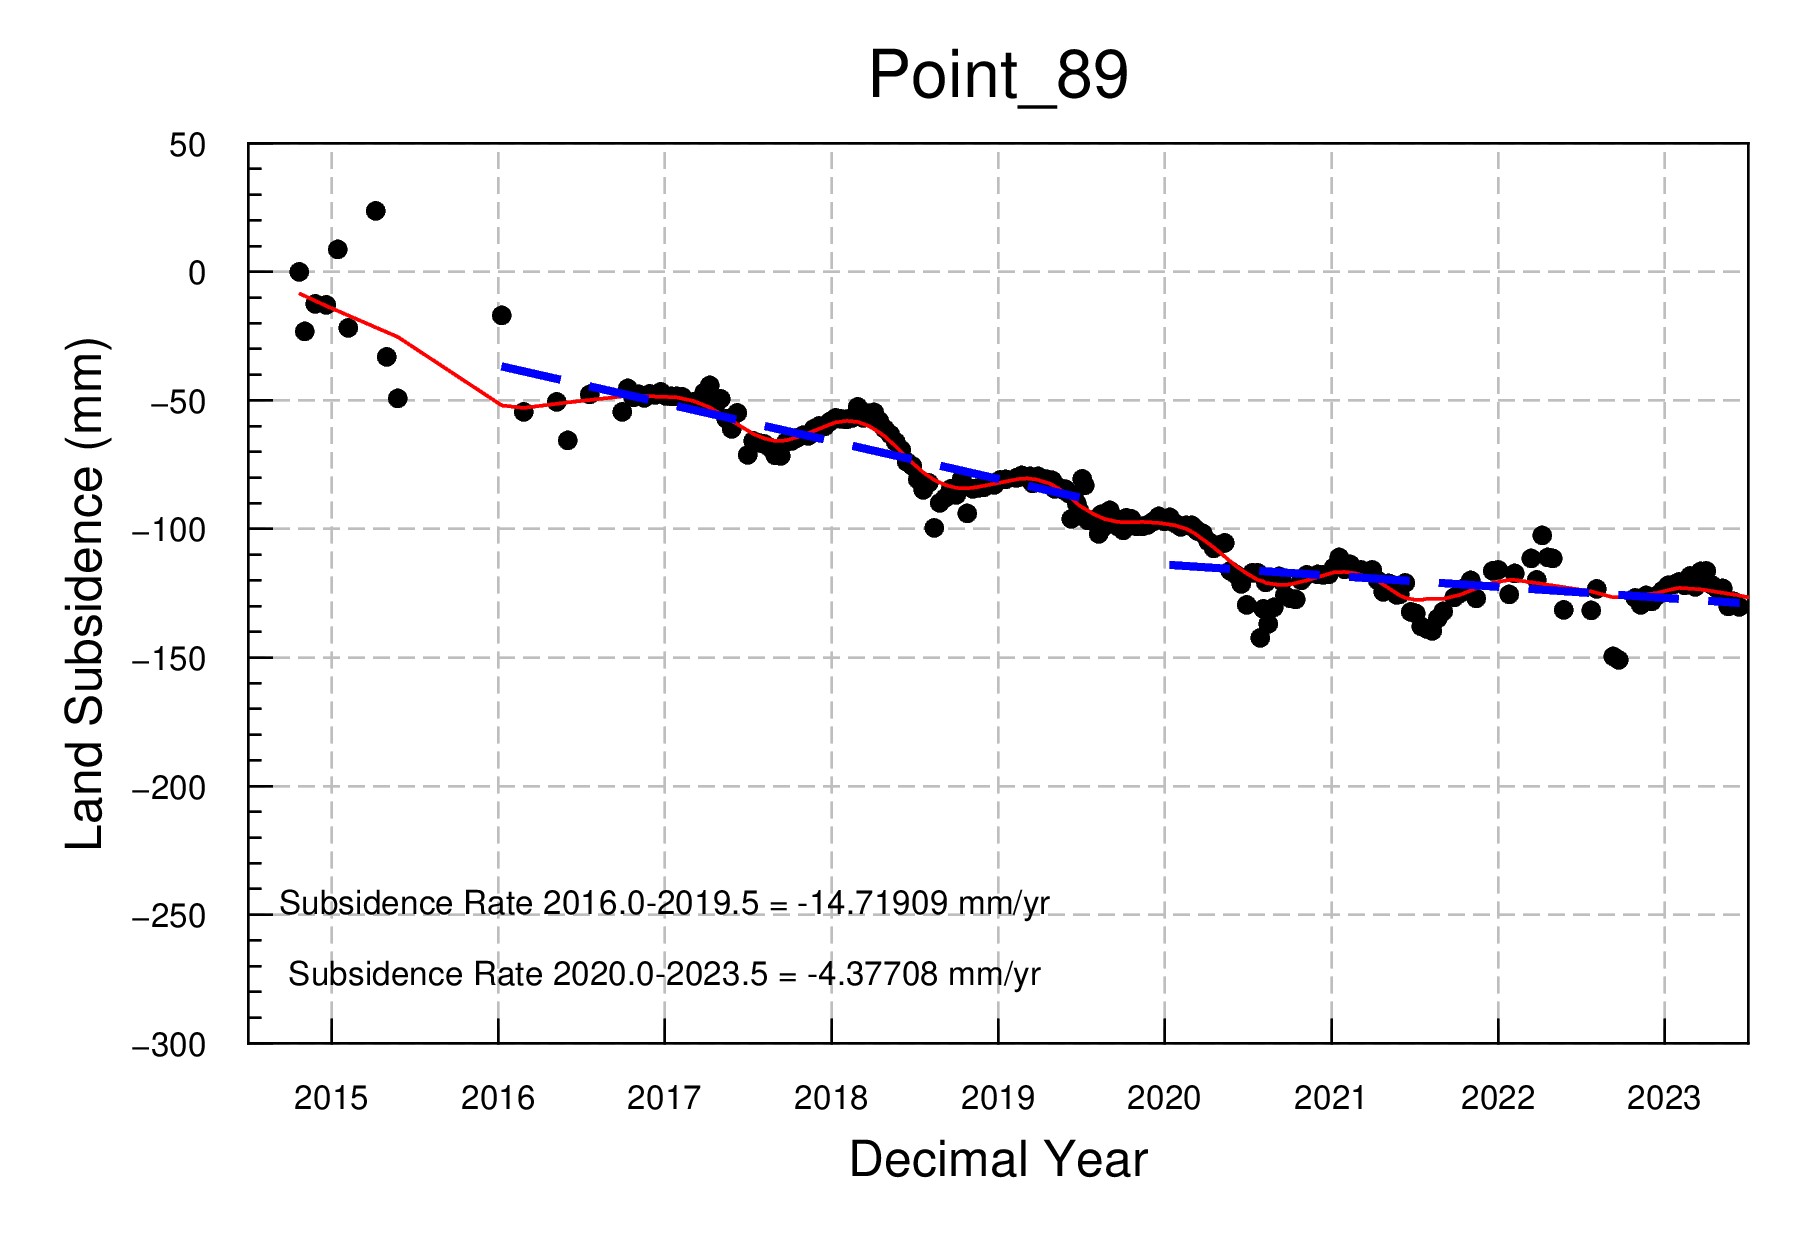 Point_89
50
0
−50
−100
−150
−200
−250
−300
Land Subsidence (mm)
Subsidence Rate 2016.0-2019.5 = -14.71909 mm/yr
Subsidence Rate 2020.0-2023.5 = -4.37708 mm/yr
2015 2016 2017 2018 2019 2020 2021 2022 2023
Decimal Year